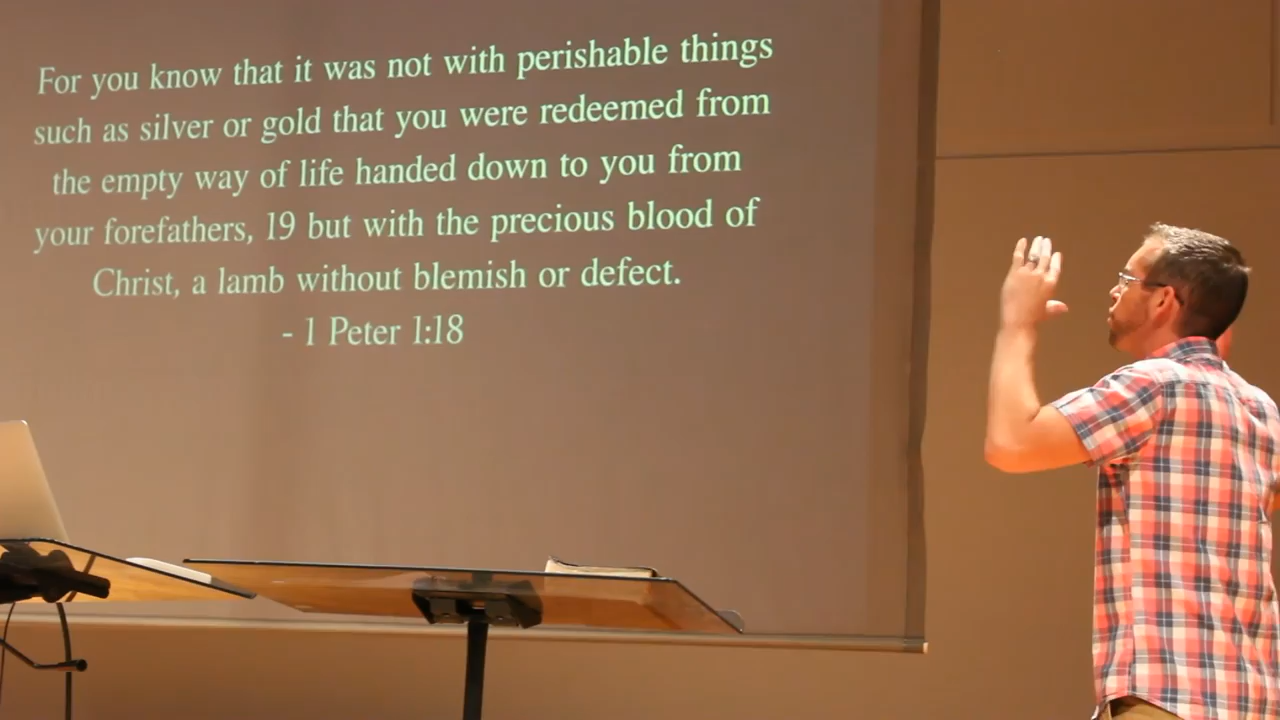 For you know that it was not with perishable things
such as silver or gold that you were redeemed from
the empty way of life handed down to you from
your forefathers, 19 but with the precious blood of
Christ, a lamb without blemish or defect.
- 1 Peter 1:18